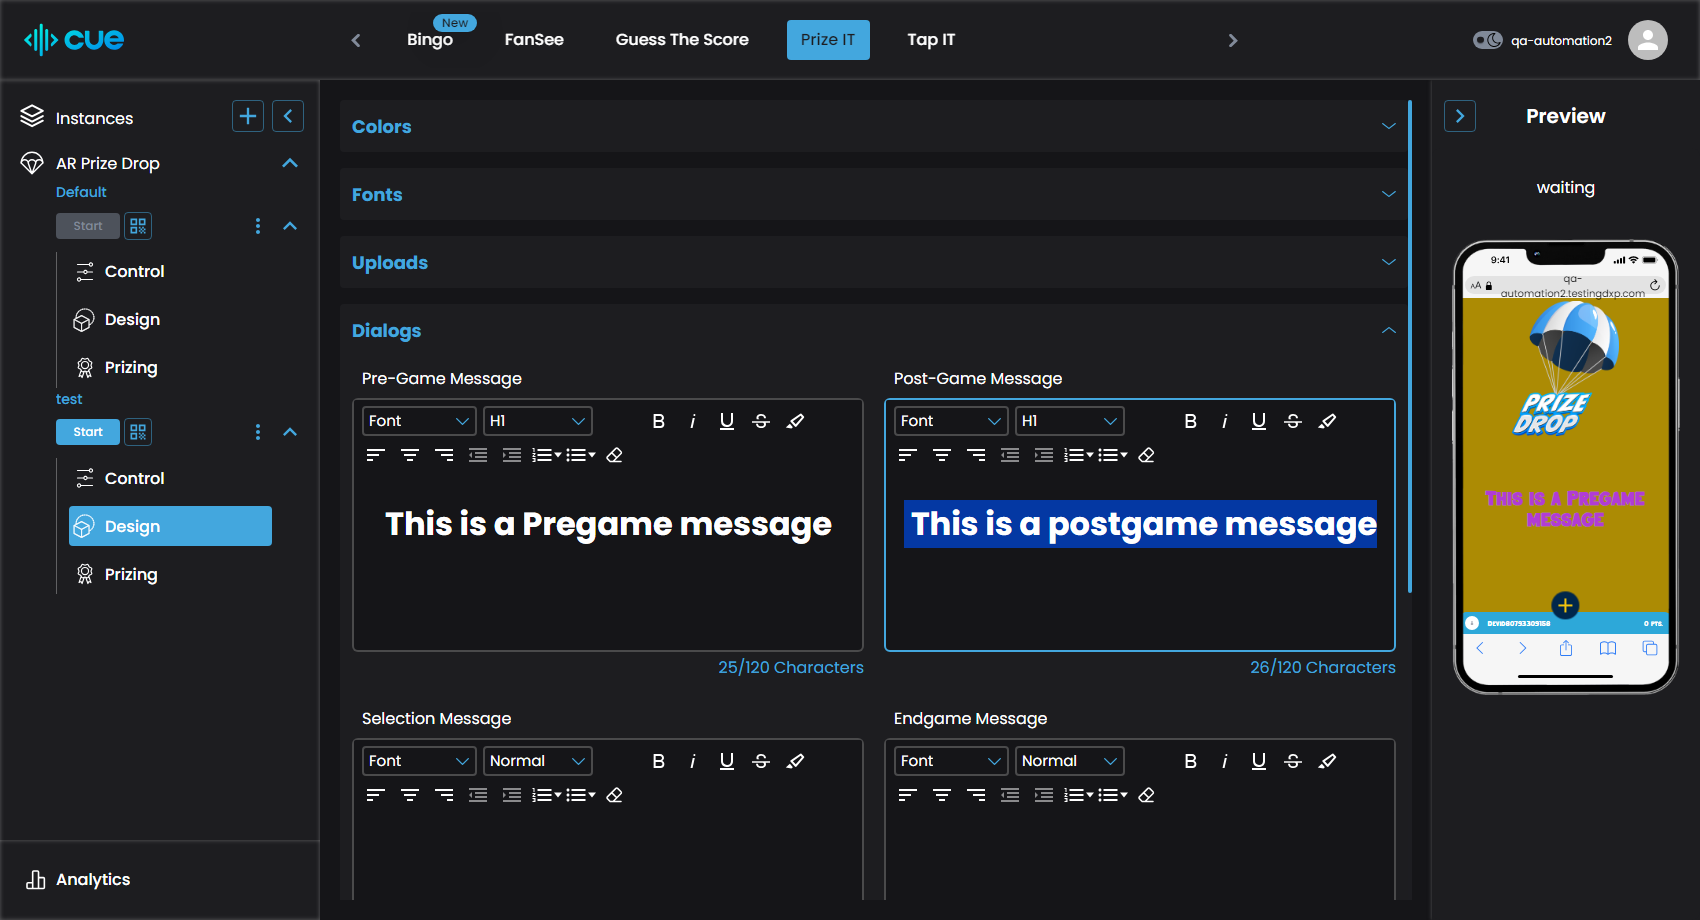 cue
New
Bingo
FanSee
Guess The Score
Prize IT
Tap IT
qa-automation2
Instances
AR Prize Drop
Default
Start
Control
Design
Prizing
test
Start
Control
Design
Prizing
Analytics
Colors
Fonts
Uploads
Dialogs
Pre-Game Message
Font
H1
B i U S
This is a Pregame message
25/120 Characters
Post-Game Message
Font
H1
B i U S
This is a postgame message
26/120 Characters
Selection Message
Font
Normal
B i U S
Endgame Message
Font
Normal
B i U S
Preview
waiting
9:41
AA
qa-
automation2.testingdxp.com
PRIZE
DROP
This is a Pregame
message
DEVID80793309158
0 PTS.